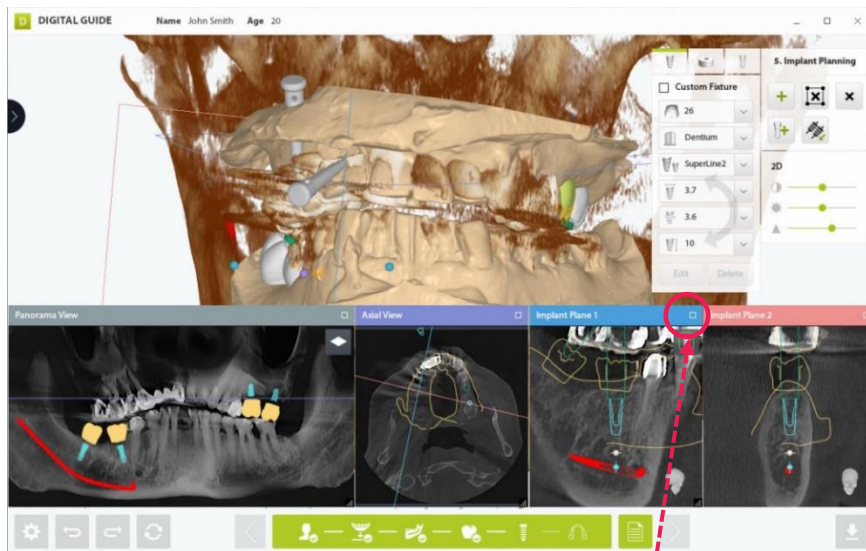 D DIGITAL GUIDE Name John Smith Age 20
5. Implant Planning
Custom Fixture
26
Dentium
SuperLine2
2D
3.7
3.6
10
Edit Delete
Panorama View
Axial View
Implant Plane 1
Implant Plane 2